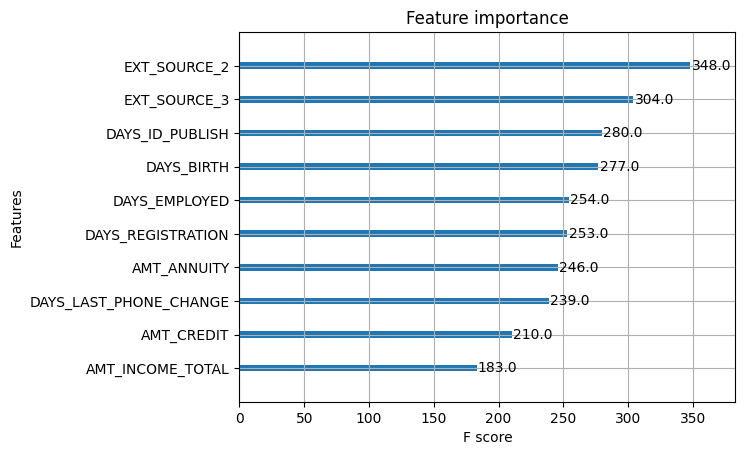 Feature importance
Features
EXT_SOURCE_2 348.0
EXT_SOURCE_3 304.0
DAYS_ID_PUBLISH 280.0
DAYS_BIRTH 277.0
DAYS_EMPLOYED 254.0
DAYS_REGISTRATION 253.0
AMT_ANNUITY 246.0
DAYS_LAST_PHONE_CHANGE 239.0
AMT_CREDIT 210.0
AMT_INCOME_TOTAL 183.0
0 50 100 150 200 250 300 350
F score